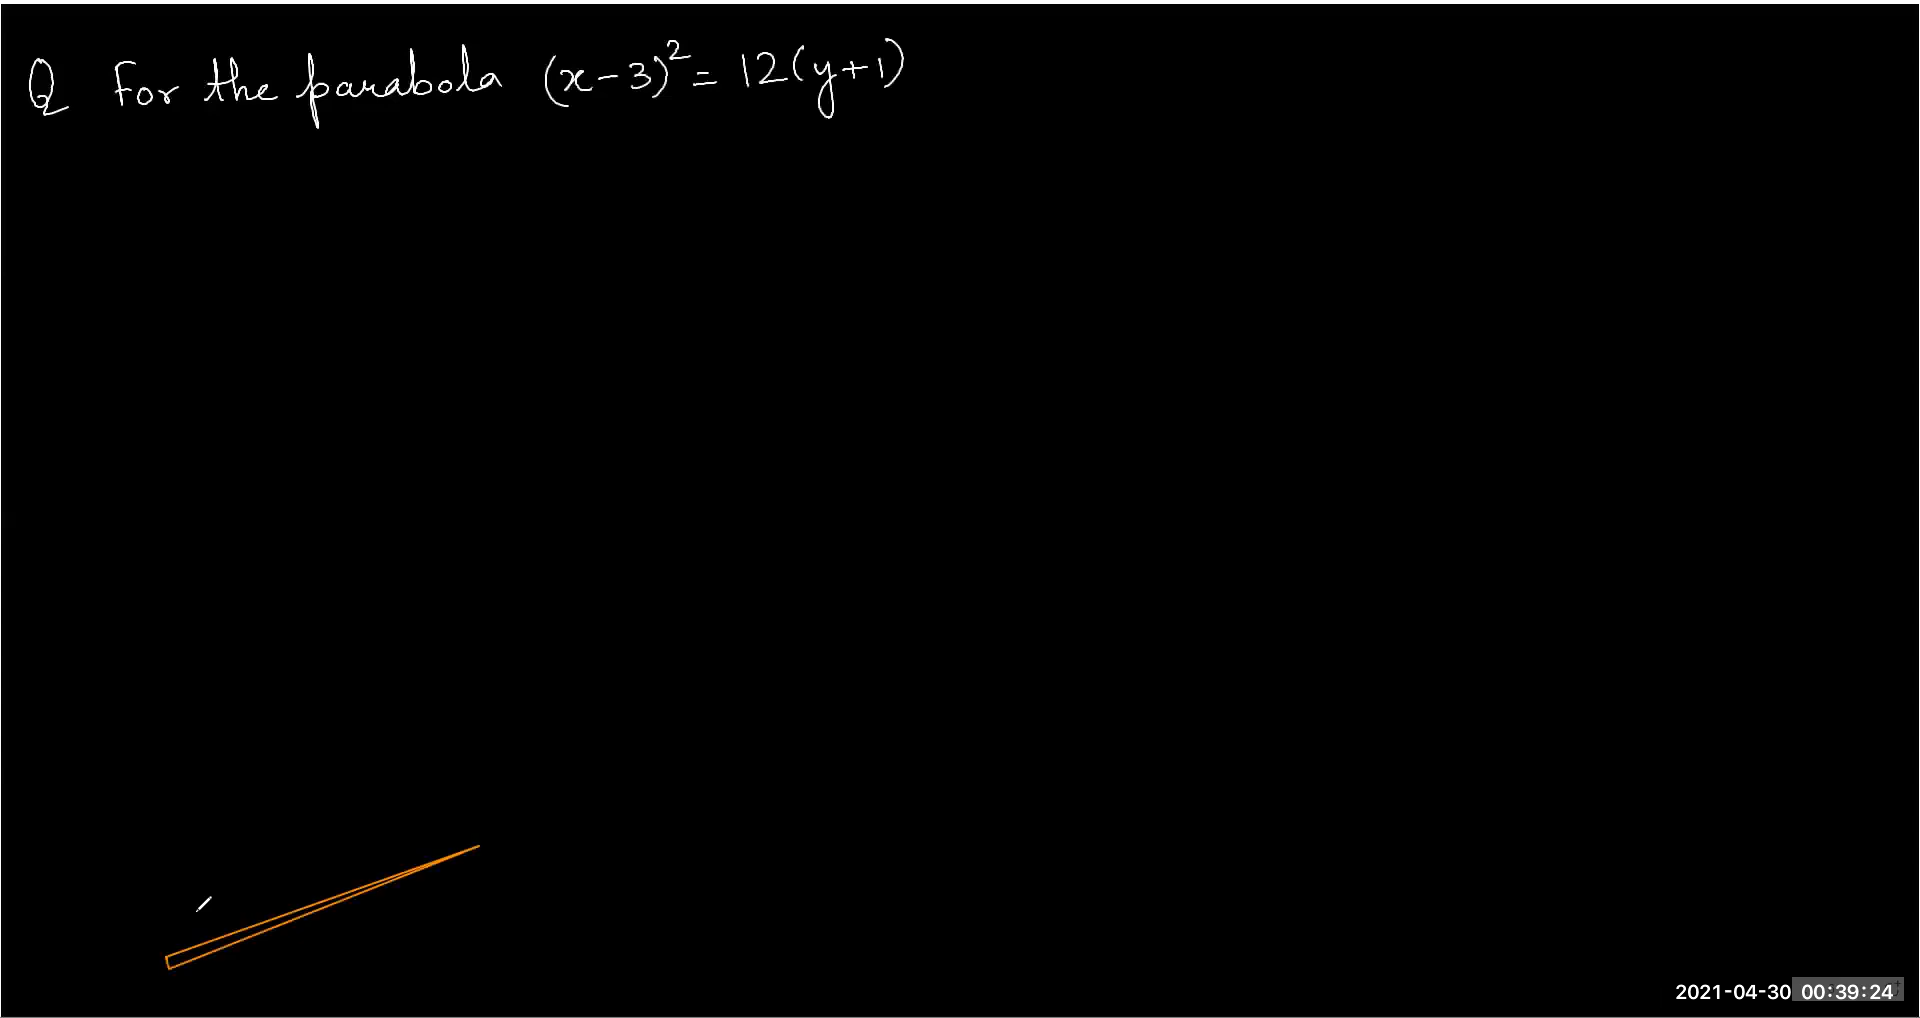 Q For the parabola (x-3)² = 12(y+1)
2021-04-30 00:39:24